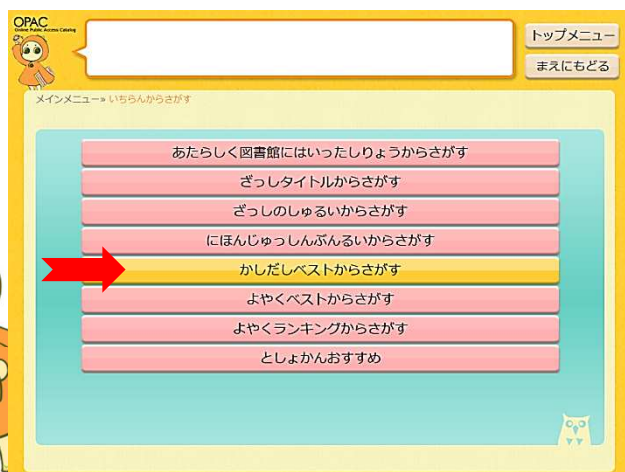 OPAC
Online Public Access Catalog
トップメニュー
まえにもどる
メインメニュー» いちらんからさがす
あたらしく図書館にはいったしりょうからさがす
ざっしタイトルからさがす
ざっしのしゅるいからさがす
にほんじゅっしんぶんるいからさがす
かしだしベストからさがす
よやくベストからさがす
よやくランキングからさがす
としょかんおすすめ